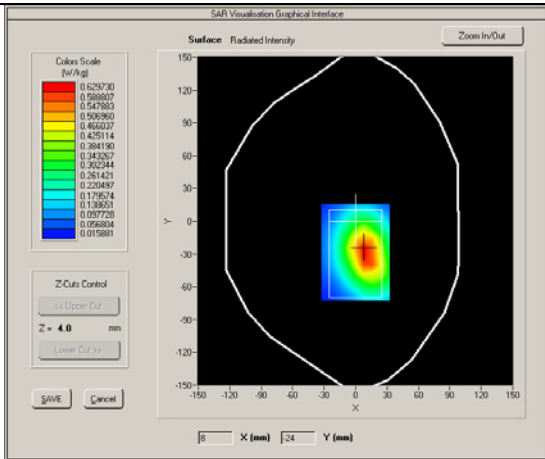 SAR Visualisation Graphical Interface
Surface Radiated Intensity
Zoom In/Out
Colors Scale
(W/kg)
0.629730
0.588807
0.547883
0.506960
0.466037
0.425114
0.384190
0.343267
0.302344
0.261421
0.220497
0.179574
0.138651
0.097728
0.056804
0.015881
Z-Cuts Control
<< Upper Cut
Z = 4.0 mm
Lower Cut >>
SAVE Cancel
150
120
90
60
30
0
-30
-60
-90
-120
-150
Y
-150 -120 -90 -60 -30 0 30 60 90 120 150
X
8 X (mm) -24 Y (mm)